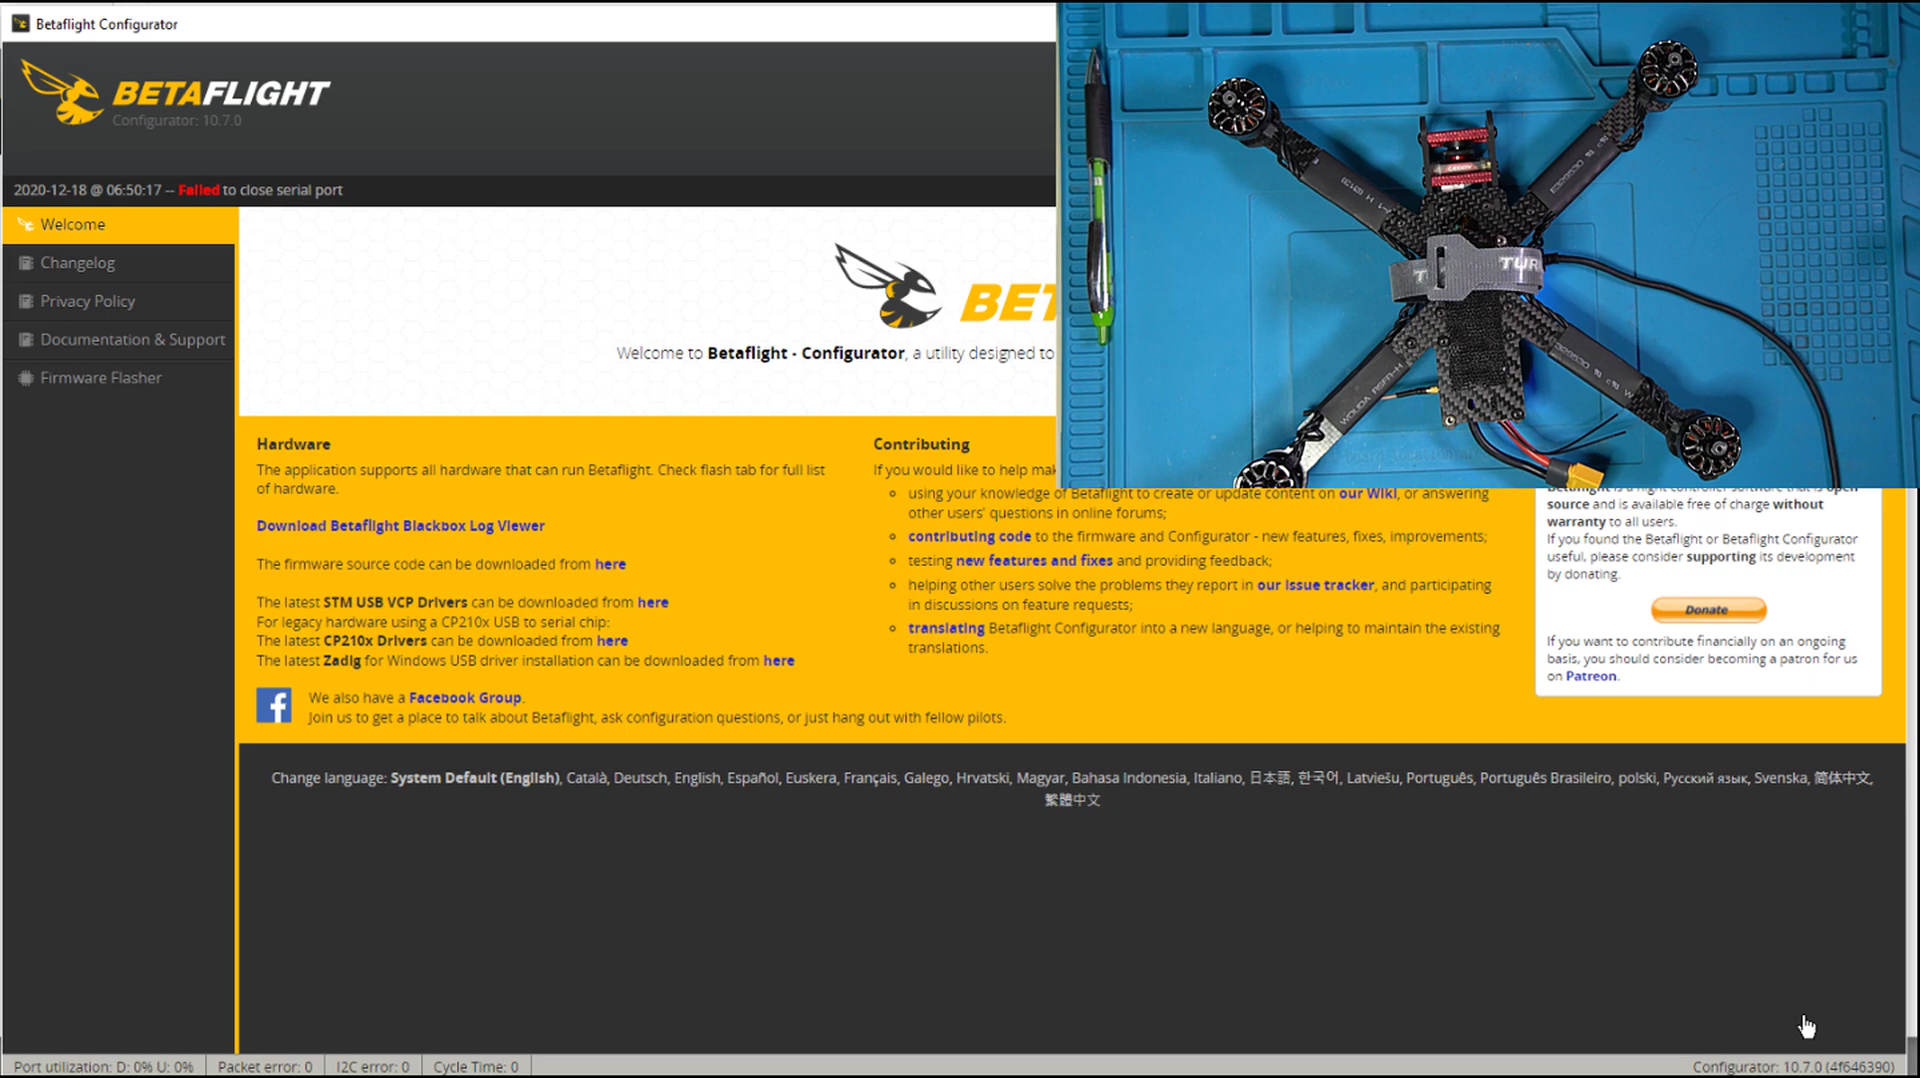 Betaflight Configurator
BETAFLIGHT
Configurator: 10.7.0
2020-12-18 @ 06:50:17 -- Failed to close serial port
Welcome
Changelog
Privacy Policy
Documentation & Support
Firmware Flasher
BET
Welcome to Betaflight - Configurator, a utility designed to
Hardware
The application supports all hardware that can run Betaflight. Check flash tab for full list
of hardware.
Download Betaflight Blackbox Log Viewer
The firmware source code can be downloaded from here
The latest STM USB VCP Drivers can be downloaded from here
For legacy hardware using a CP210x USB to serial chip:
The latest CP210x Drivers can be downloaded from here
The latest Zadig for Windows USB driver installation can be downloaded from here
We also have a Facebook Group.
Join us to get a place to talk about Betaflight, ask configuration questions, or just hang out with fellow pilots.
Contributing
If you would like to help mak
using your knowledge of Betaflight to create or update content on our Wiki, or answering
other users' questions in online forums;
contributing code to the firmware and Configurator - new features, fixes, improvements;
testing new features and fixes and providing feedback;
helping other users solve the problems they report in our issue tracker, and participating
in discussions on feature requests;
translating Betaflight Configurator into a new language, or helping to maintain the existing
translations.
Betaflight is a flight controller software that is open
source and is available free of charge without
warranty to all users.
If you found the Betaflight or Betaflight Configurator
useful, please consider supporting its development
by donating.
Donate
If you want to contribute financially on an ongoing
basis, you should consider becoming a patron for us
on Patreon.
Change language: System Default (English), Català, Deutsch, English, Español, Euskera, Français, Galego, Hrvatski, Magyar, Bahasa Indonesia, Italiano, 日本語, 한국어, Latviešu, Português, Português Brasileiro, polski, Русский язык, Svenska, 简体中文,
繁體中文
Port utilization: D: 0% U: 0%
Packet error: 0
I2C error: 0
Cycle Time: 0
Configurator: 10.7.0 (4f646390)
TUR